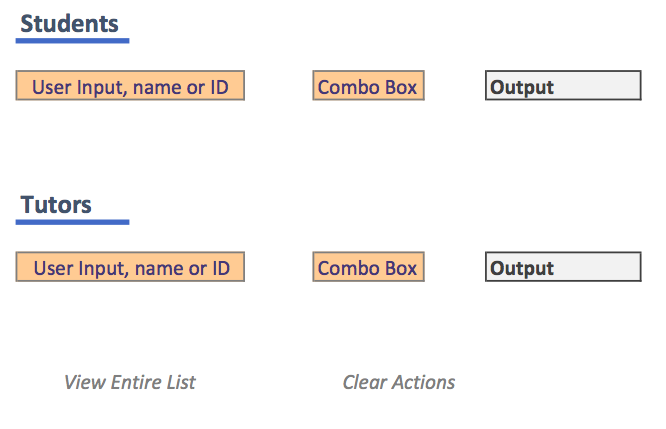 Students
User Input, name or ID Combo Box Output
Tutors
User Input, name or ID Combo Box Output
View Entire List Clear Actions